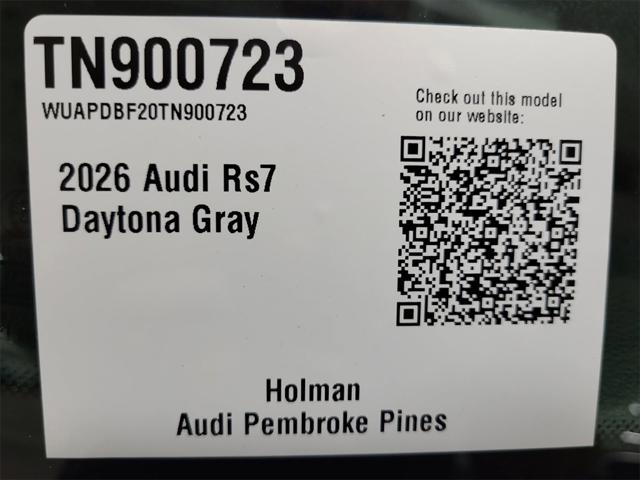 TN900723
WUAPDBF20TN900723
Check out this model
on our website:
2026 Audi Rs7
Daytona Gray
Holman
Audi Pembroke Pines